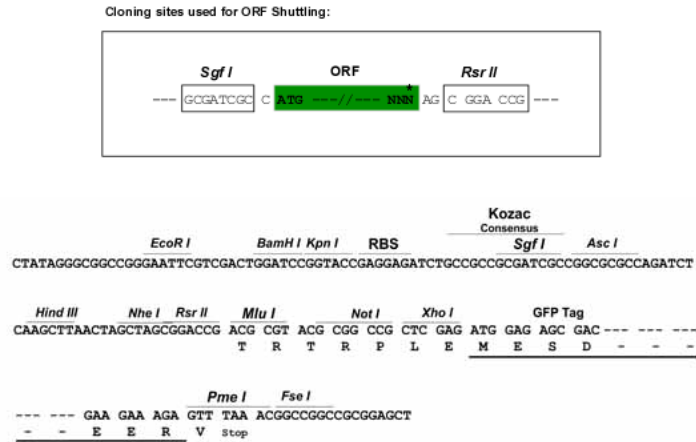 Cloning sites used for ORF Shuttling:
Sgf I ORF Rsr II
--- GCGATCGC C ATG ---//--- NNN* AG C GGA CCG ---
Kozac
Consensus
EcoR I BamH I Kpn I RBS Sgf I Asc I
CTATAGGGCGGCCGGGAATTCGTCGACTGGATCCGGTACCGAGGAGATCTGCCGCCGCGATCGCCGGCGCGCCAGATCT
Hind III Nhe I Rsr II Mlu I Not I Xho I GFP Tag
CAAGCTTAACTAGCTAGCGGACCG ACG CGT ACG CGG CCG CTC GAG ATG GAG AGC GAC --- --- ---
T R T R P L E M E S D - - -
Pme I Fse I
--- --- GAA GAA AGA GTT TAA ACGGCCGGCCGCGGAGCT
- - E E R V Stop